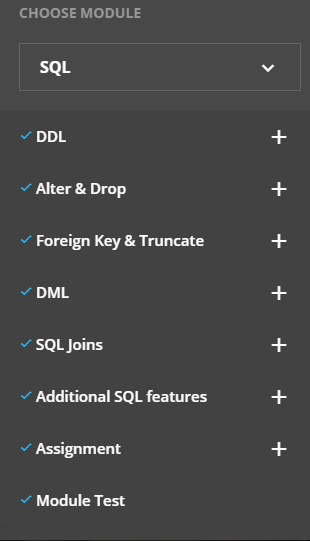 CHOOSE MODULE
SQL
DDL
Alter & Drop
Foreign Key & Truncate
DML
SQL Joins
Additional SQL features
Assignment
Module Test